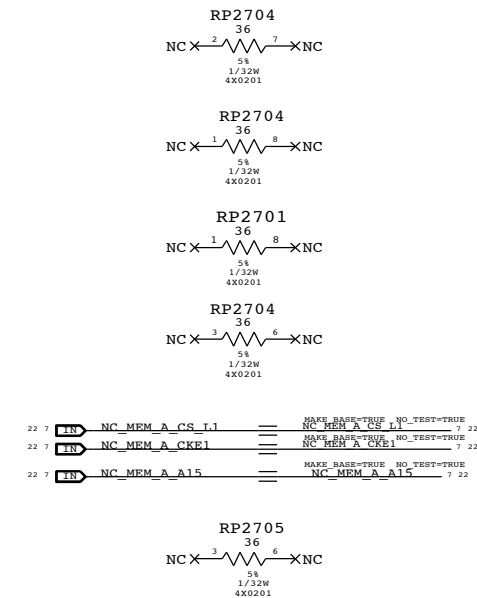 RP2704
36
NC 2 7 NC
5%
1/32W
4X0201
RP2704
36
NC 1 8 NC
5%
1/32W
4X0201
RP2701
36
NC 1 8 NC
5%
1/32W
4X0201
RP2704
36
NC 3 6 NC
5%
1/32W
4X0201
MAKE_BASE=TRUE NO_TEST=TRUE
22 7 IN NC_MEM_A_CS_L1 NC_MEM_A_CS_L1 7 22
MAKE_BASE=TRUE NO_TEST=TRUE
22 7 IN NC_MEM_A_CKE1 NC_MEM_A_CKE1 7 22
MAKE_BASE=TRUE NO_TEST=TRUE
22 7 IN NC_MEM_A_A15 NC_MEM_A_A15 7 22
RP2705
36
NC 3 6 NC
5%
1/32W
4X0201